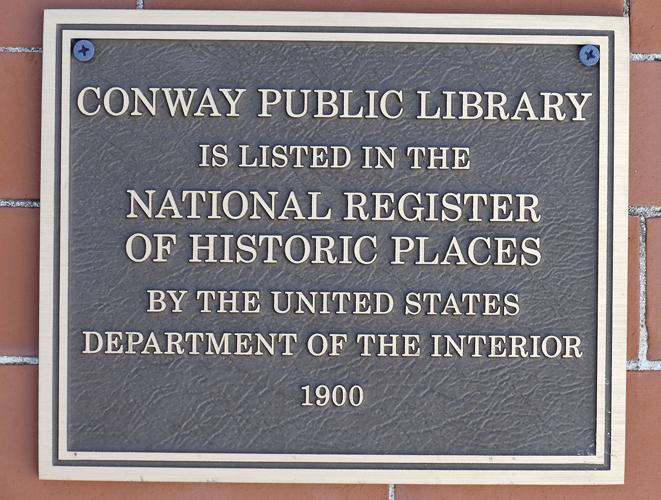 CONWAY PUBLIC LIBRARY
IS LISTED IN THE
NATIONAL REGISTER
OF HISTORIC PLACES
BY THE UNITED STATES
DEPARTMENT OF THE INTERIOR
1900